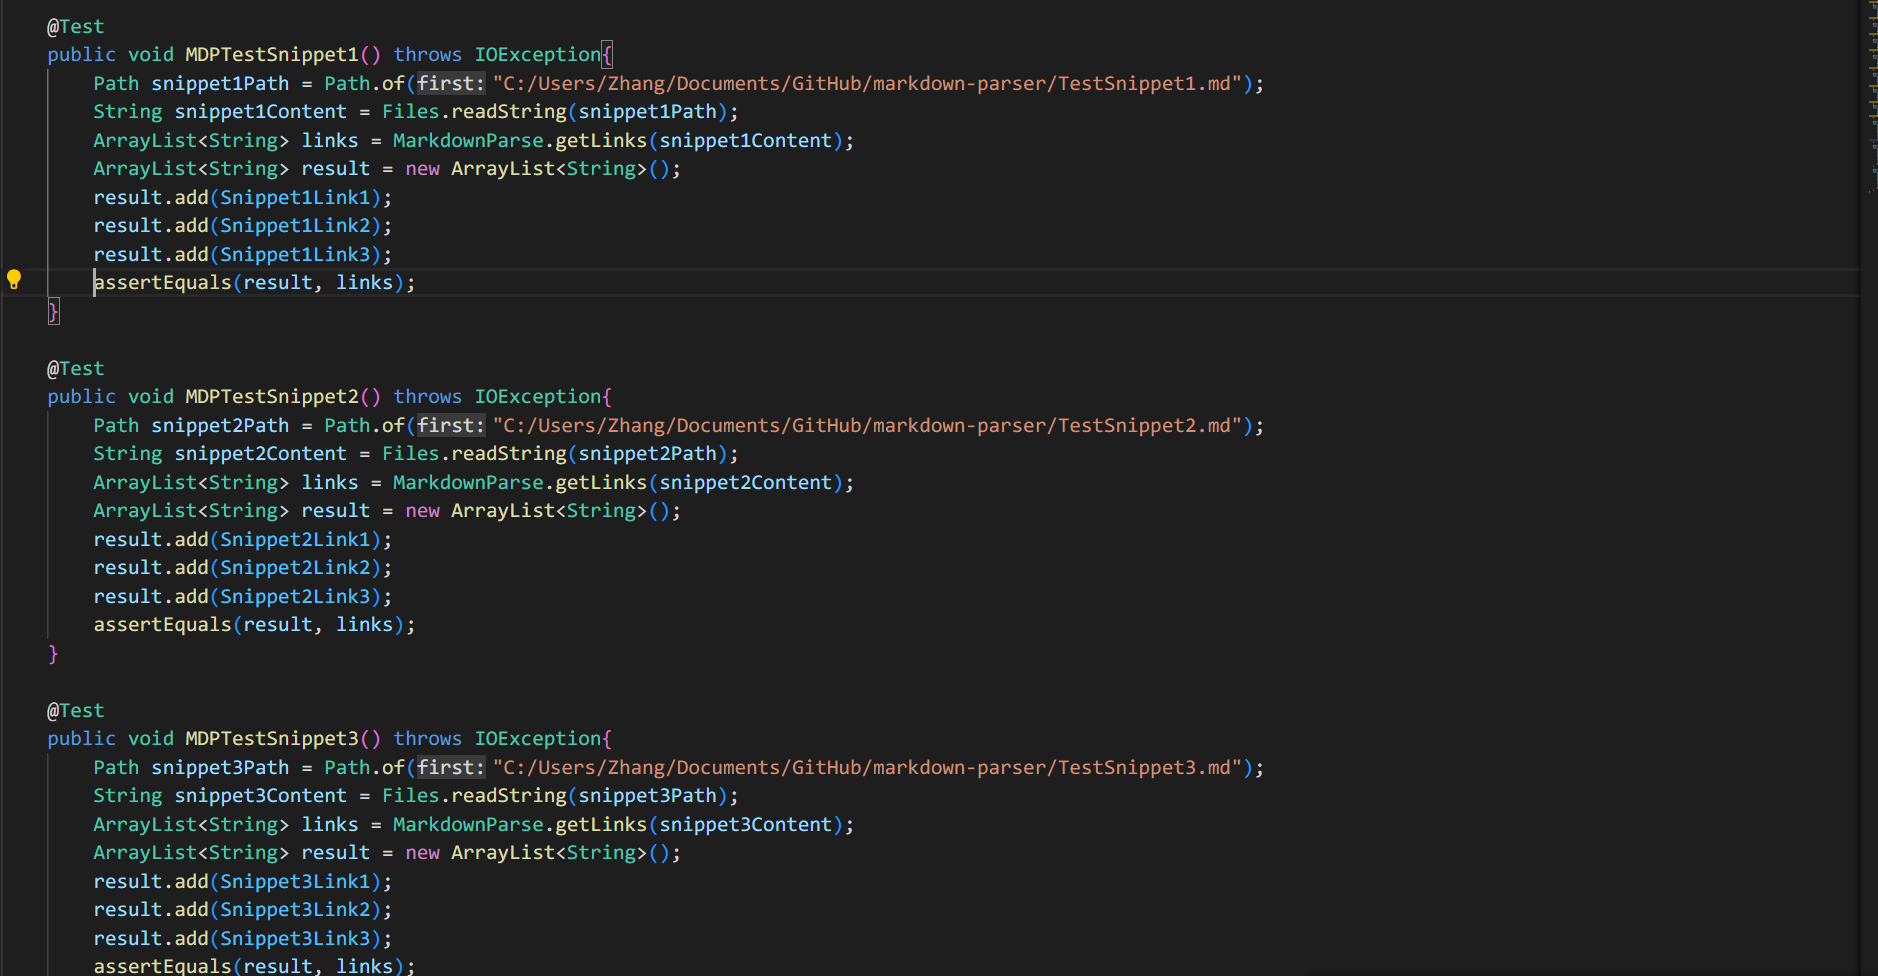 @Test
public void MDPTestSnippet1() throws IOException{
Path snippet1Path = Path.of(first: "C:/Users/Zhang/Documents/GitHub/markdown-parser/TestSnippet1.md");
String snippet1Content = Files.readString(snippet1Path);
ArrayList<String> links = MarkdownParse.getLinks(snippet1Content);
ArrayList<String> result = new ArrayList<String>();
result.add(Snippet1Link1);
result.add(Snippet1Link2);
result.add(Snippet1Link3);
assertEquals(result, links);
}
@Test
public void MDPTestSnippet2() throws IOException{
Path snippet2Path = Path.of(first: "C:/Users/Zhang/Documents/GitHub/markdown-parser/TestSnippet2.md");
String snippet2Content = Files.readString(snippet2Path);
ArrayList<String> links = MarkdownParse.getLinks(snippet2Content);
ArrayList<String> result = new ArrayList<String>();
result.add(Snippet2Link1);
result.add(Snippet2Link2);
result.add(Snippet2Link3);
assertEquals(result, links);
}
@Test
public void MDPTestSnippet3() throws IOException{
Path snippet3Path = Path.of(first: "C:/Users/Zhang/Documents/GitHub/markdown-parser/TestSnippet3.md");
String snippet3Content = Files.readString(snippet3Path);
ArrayList<String> links = MarkdownParse.getLinks(snippet3Content);
ArrayList<String> result = new ArrayList<String>();
result.add(Snippet3Link1);
result.add(Snippet3Link2);
result.add(Snippet3Link3);
assertEquals(result, links);